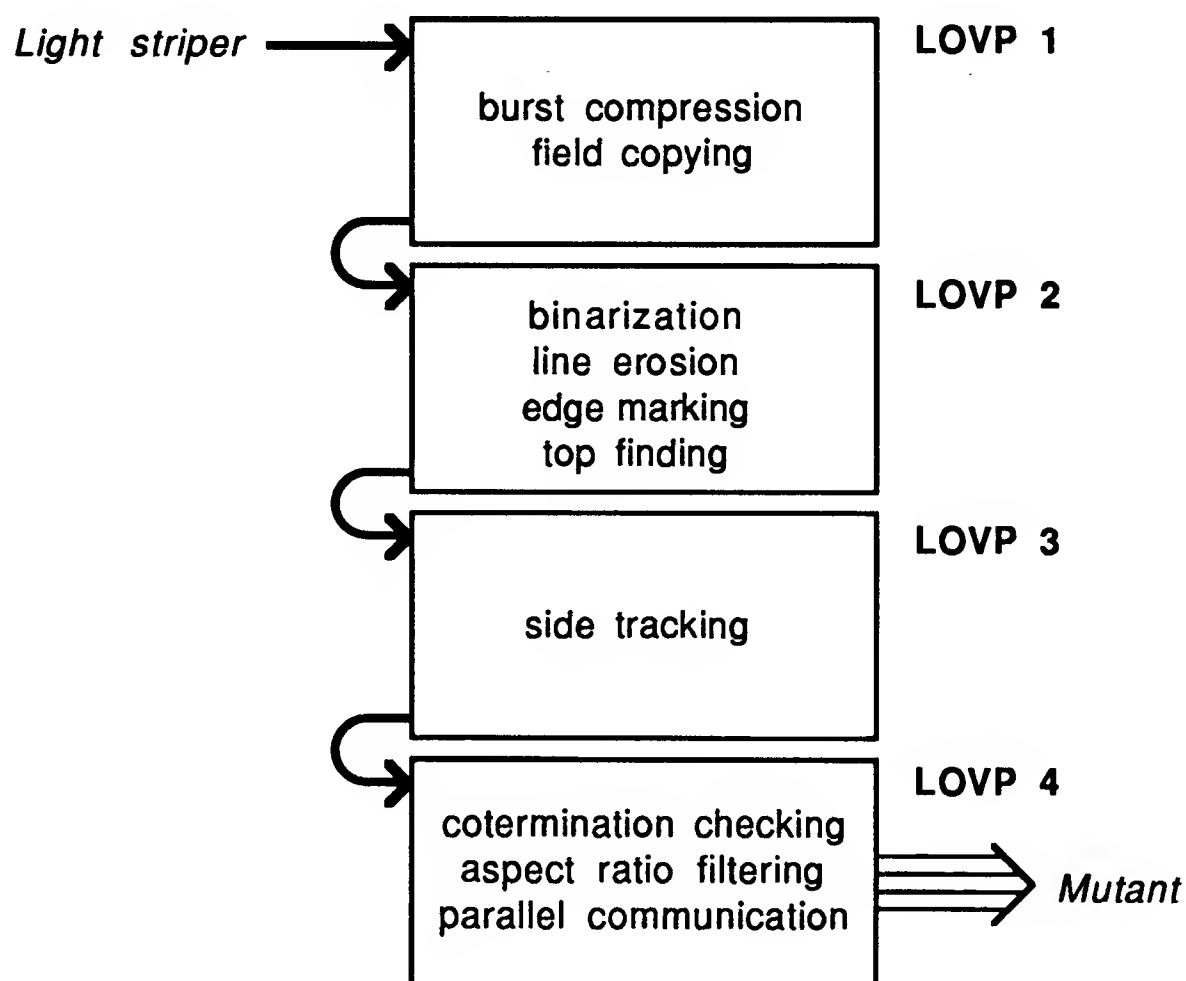 Light striper
LOVP 1
burst compression
field copying
LOVP 2
binarization
line erosion
edge marking
top finding
LOVP 3
side tracking
LOVP 4
cotermination checking
aspect ratio filtering
parallel communication
Mutant